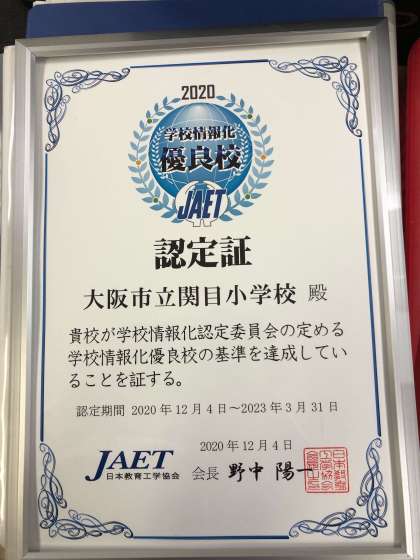 2020
学校情報化
優良校
JAET
認定証
大阪市立関目小学校 殿
貴校が学校情報化認定委員会の定める
学校情報化優良校の基準を達成してい
ることを証する。
認定期間 2020年12月4日～2023年3月31日
2020年12月4日
JAET
日本教育工学協会
会長 野中 陽一